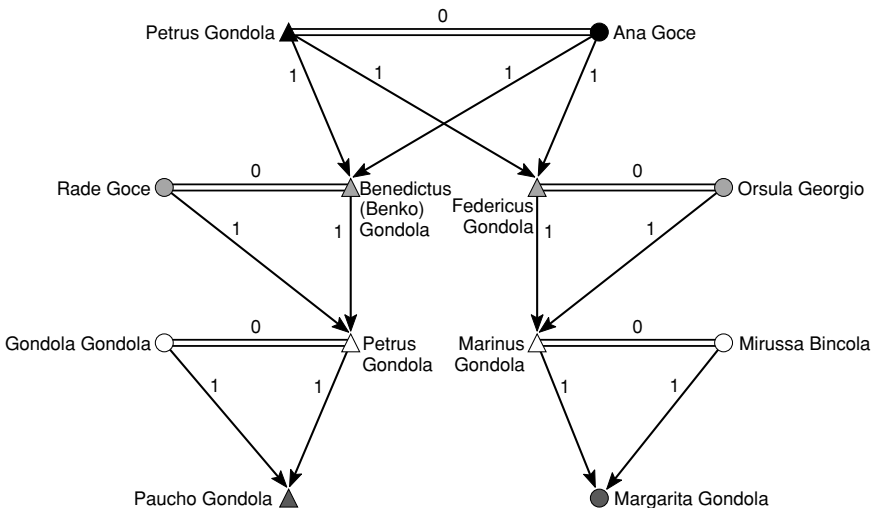 0
Petrus Gondola
Ana Goce
1
1
1
1
Rade Goce
0
Benedictus
(Benko)
Gondola
Federicus
Gondola
0
Orsula Georgio
1
1
1
1
Gondola Gondola
0
Petrus
Gondola
Marinus
Gondola
0
Mirussa Bincola
1
1
1
1
Paucho Gondola
Margarita Gondola